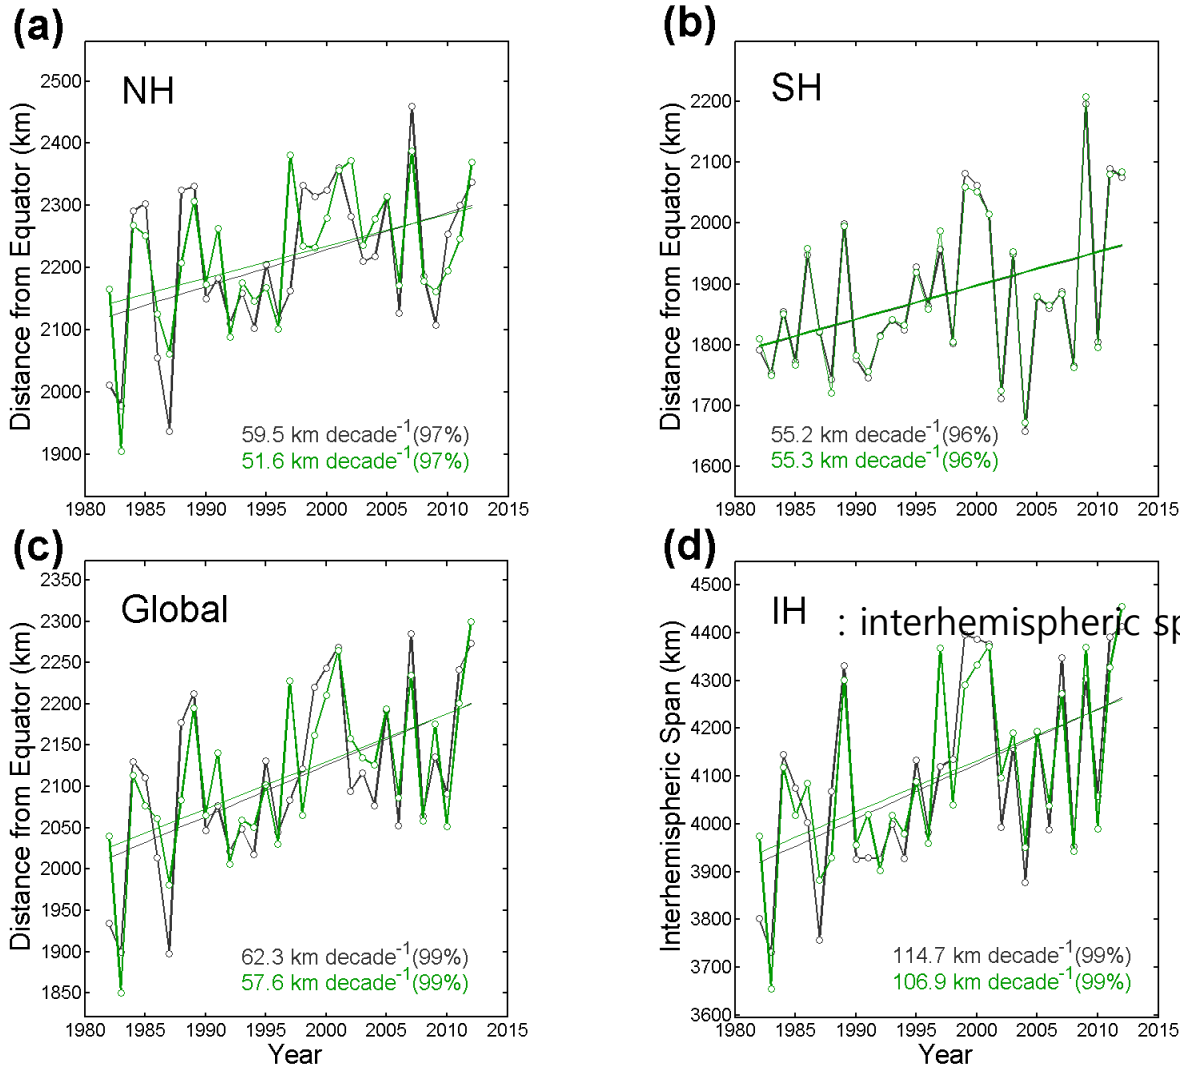 (a)
NH
Distance from Equator (km)
2500
2400
2300
2200
2100
2000
1900
59.5 km decade-1(97%)
51.6 km decade-1(97%)
1980 1985 1990 1995 2000 2005 2010 2015
(b)
SH
Distance from Equator (km)
2200
2100
2000
1900
1800
1700
1600
55.2 km decade-1(96%)
55.3 km decade-1(96%)
1980 1985 1990 1995 2000 2005 2010 2015
(c)
Global
Distance from Equator (km)
2350
2300
2250
2200
2150
2100
2050
2000
1950
1900
1850
62.3 km decade-1(99%)
57.6 km decade-1(99%)
1980 1985 1990 1995 2000 2005 2010 2015
Year
(d)
IH : interhemispheric sp
Interhemispheric Span (km)
4500
4400
4300
4200
4100
4000
3900
3800
3700
3600
114.7 km decade-1(99%)
106.9 km decade-1(99%)
1980 1985 1990 1995 2000 2005 2010 2015
Year